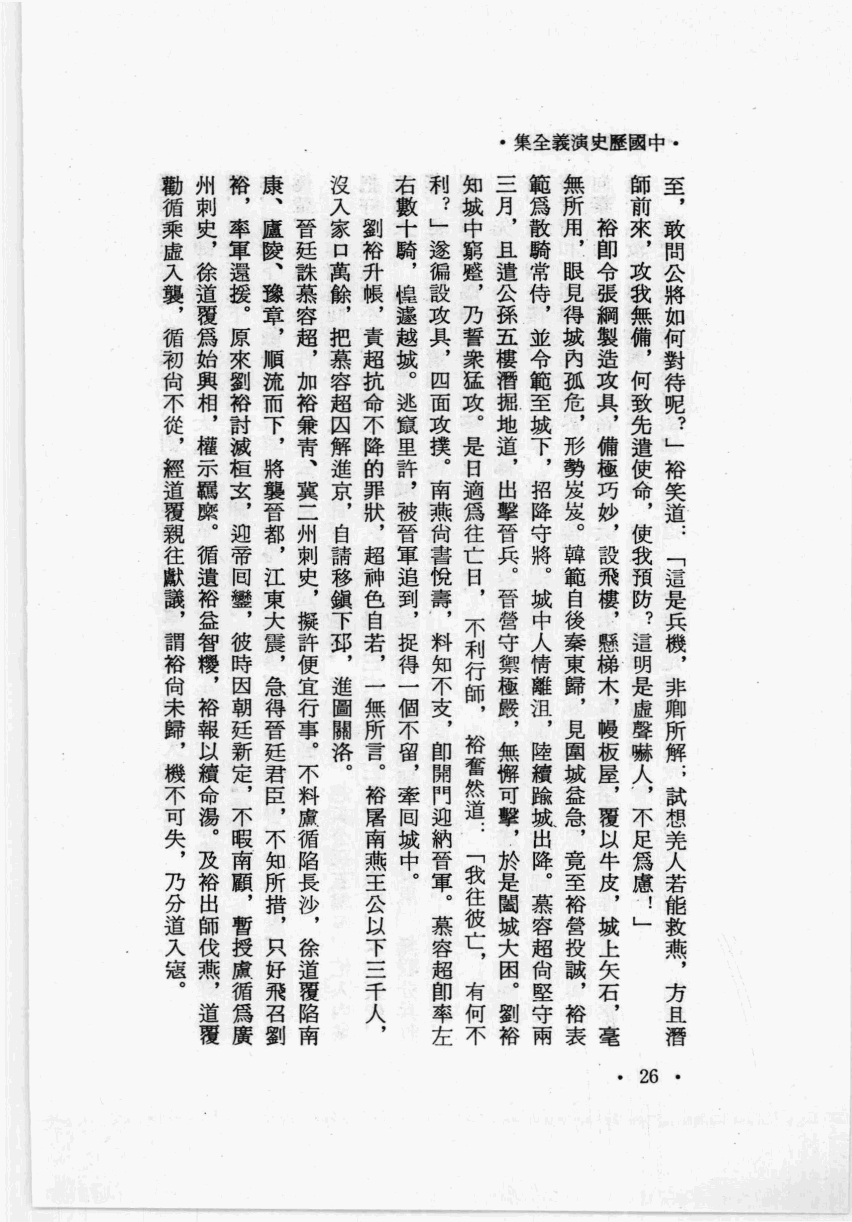 •中國歷史演義全集•
至，敢問公將如何對待呢？」裕笑道：「這是兵機，非卿所解；試想羌人若能救燕，方且潛
師前來，攻我無備，何致先遣使命，使我預防？這明是虛聲嚇人，不足爲慮！」
裕卽令張綱製造攻具，備極巧妙，設飛樓，懸梯木，幔板屋，覆以牛皮，城上矢石，毫
無所用，眼見得城內孤危，形勢岌岌。韓範自後秦東歸，見圍城益急，竟至裕營投誠，裕表
範爲散騎常侍，並令範至城下，招降守將。城中人情離沮，陸續踰城出降。慕容超尙堅守兩
三月，且遣公孫五樓潛掘地道，出擊晉兵。晉營守禦極嚴，無懈可擊，於是闔城大困。劉裕
知城中窮蹙，乃誓衆猛攻。是日適爲往亡日，不利行師，裕奮然道：「我往彼亡，有何不
利？」遂徧設攻具，四面攻撲。南燕尙書悅壽，料知不支，卽開門迎納晉軍。慕容超卽率左
右數十騎，惶遽越城。逃竄里許，被晉軍追到，捉得一個不留，牽囘城中。
劉裕升帳，責超抗命不降的罪狀，超神色自若，一無所言。裕屠南燕王公以下三千人，
沒入家口萬餘，把慕容超囚解進京，自請移鎭下邳，進圖關洛。
晉廷誅慕容超，加裕兼靑、冀二州刺史，擬許便宜行事。不料盧循陷長沙，徐道覆陷南
康、廬陵、豫章，順流而下，將襲晉都，江東大震，急得晉廷君臣，不知所措，只好飛召劉
裕，率軍還援。原來劉裕討滅桓玄，迎帝囘鑾，彼時因朝廷新定，不暇南顧，暫授盧循爲廣
州刺史，徐道覆爲始興相，權示羈縻。循遺裕益智糭，裕報以續命湯。及裕出師伐燕，道覆
勸循乘虛入襲，循初尙不從，經道覆親往獻議，謂裕尙未歸，機不可失，乃分道入寇。
• 26 •